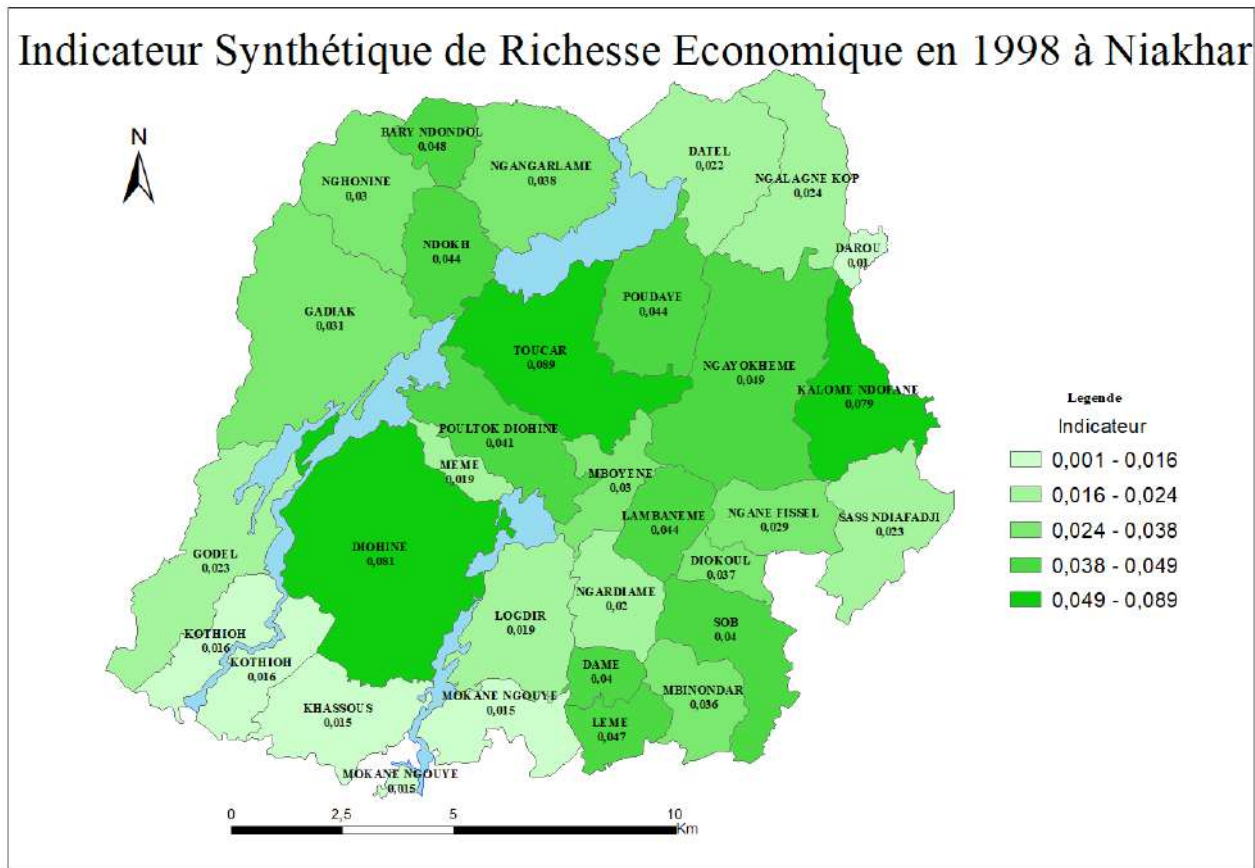 Indicateur Synthétique de Richesse Economique en 1998 à Niakhar
N
BARY NDONDOL
0,048
NGHONINE
0,03
NGANGARLAME
0,038
DATEL
0,022
NGALAGNE KOP
0,024
DAROU
0,01
NDOKH
0,044
GADIAK
0,031
POUDAYE
0,044
TOUCAR
0,089
NGAYOKHEME
0,049
KALOME NDOFANE
0,079
POULTOK DIOHINE
0,041
MEME
0,019
MBOYENE
0,03
LAMBANEME
0,044
NGANE FISSEL
0,029
SASS NDIAFADJI
0,023
DIOHINE
0,081
GODEL
0,023
DIOKOUL
0,037
NGARDIAME
0,02
LOGDIR
0,019
SOB
0,04
KOTHIOH
0,016
KOTHIOH
0,016
DAME
0,04
MBINONDAR
0,036
KHASSOUS
0,015
MOKANE NGOUYE
0,015
LEME
0,047
MOKANE NGOUYE
0,015
Legende
Indicateur
0,001 - 0,016
0,016 - 0,024
0,024 - 0,038
0,038 - 0,049
0,049 - 0,089
0 2,5 5 10
Km